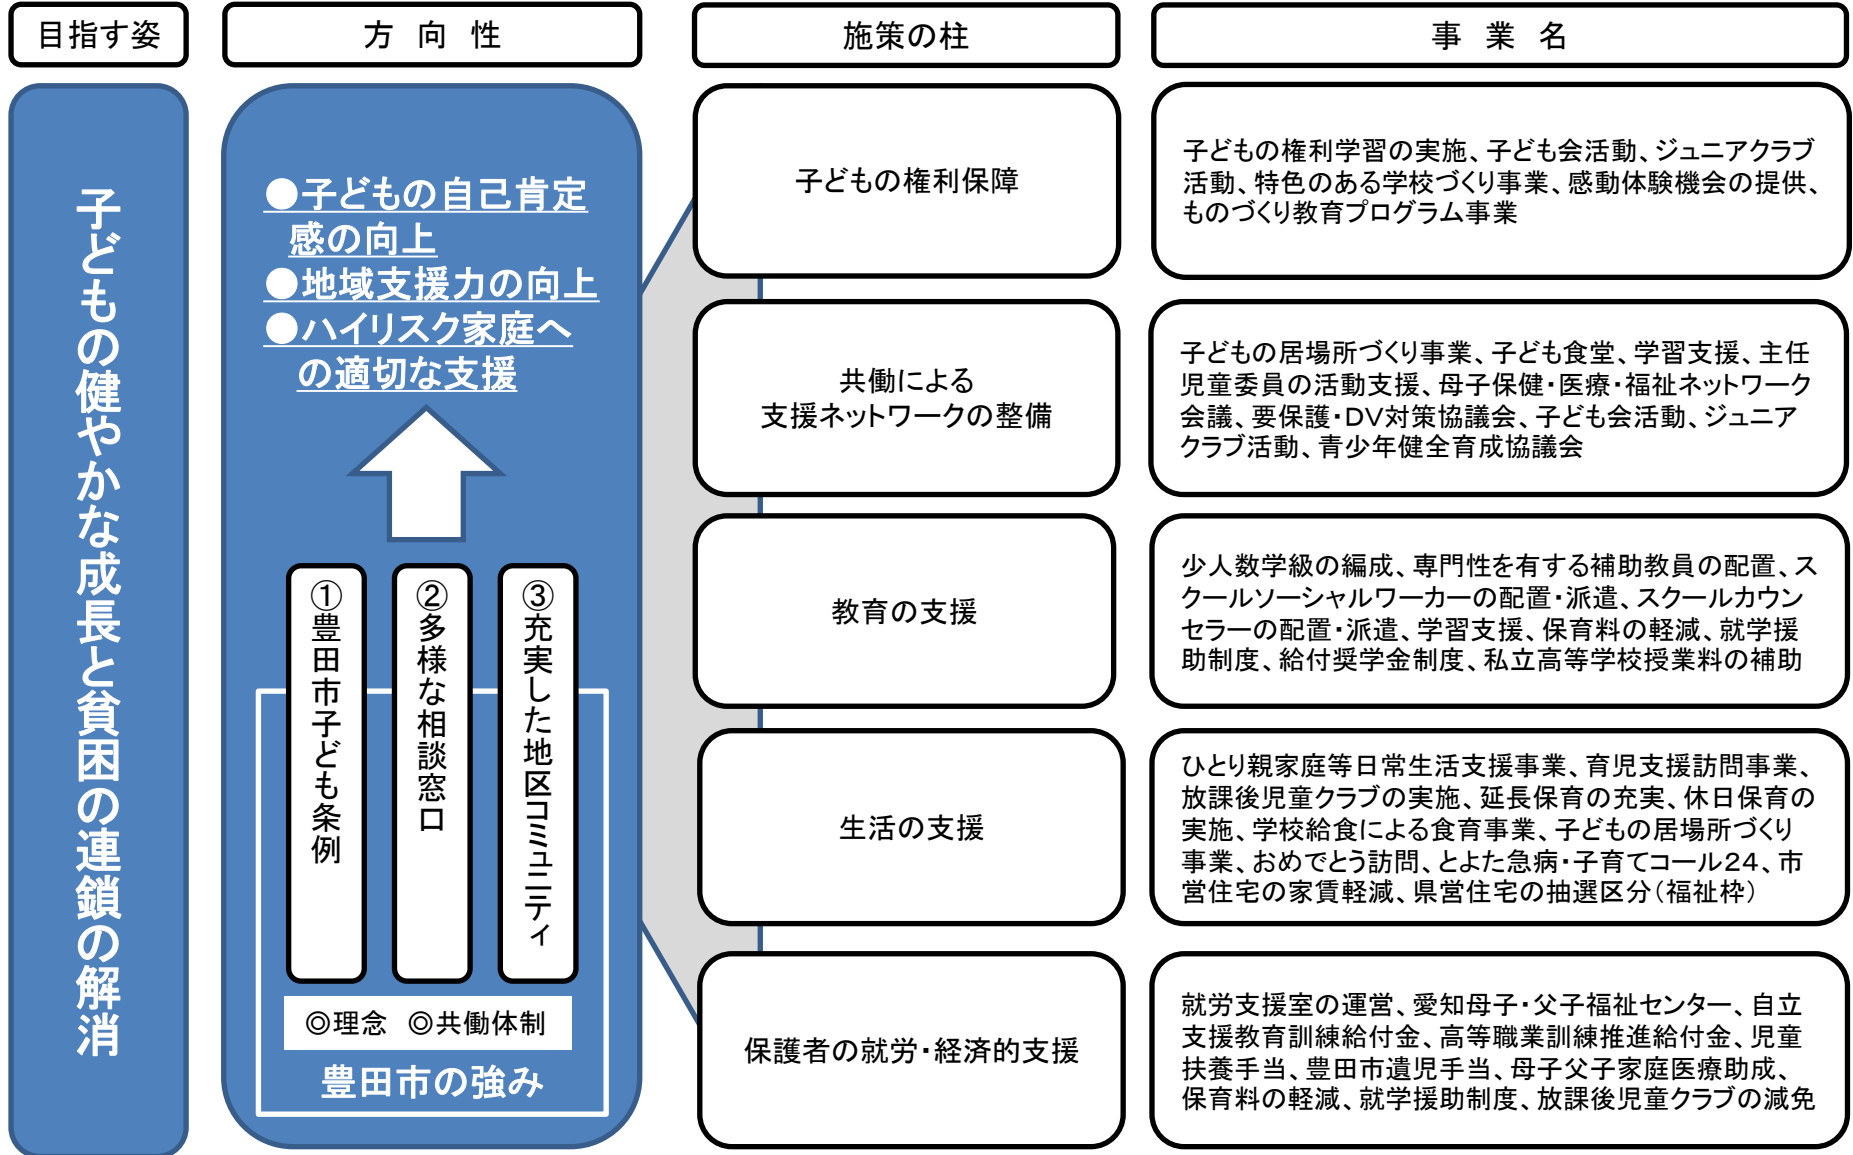 目指す姿
方　向　性
施策の柱
事　業　名
子どもの健やかな成長と貧困の連鎖の解消
●子どもの自己肯定
感の向上
●地域支援力の向上
●ハイリスク家庭へ
の適切な支援
①豊田市子ども条例
②多様な相談窓口
③充実した地区コミュニティ
◎理念　◎共働体制
豊田市の強み
子どもの権利保障
子どもの権利学習の実施、子ども会活動、ジュニアクラブ
活動、特色のある学校づくり事業、感動体験機会の提供、
ものづくり教育プログラム事業
共働による
支援ネットワークの整備
子どもの居場所づくり事業、子ども食堂、学習支援、主任
児童委員の活動支援、母子保健・医療・福祉ネットワーク
会議、要保護・DV対策協議会、子ども会活動、ジュニア
クラブ活動、青少年健全育成協議会
教育の支援
少人数学級の編成、専門性を有する補助教員の配置、ス
クールソーシャルワーカーの配置・派遣、スクールカウン
セラーの配置・派遣、学習支援、保育料の軽減、就学援
助制度、給付奨学金制度、私立高等学校授業料の補助
生活の支援
ひとり親家庭等日常生活支援事業、育児支援訪問事業、
放課後児童クラブの実施、延長保育の充実、休日保育の
実施、学校給食による食育事業、子どもの居場所づくり
事業、おめでとう訪問、とよた急病・子育てコール24、市
営住宅の家賃軽減、県営住宅の抽選区分（福祉枠）
保護者の就労・経済的支援
就労支援室の運営、愛知母子・父子福祉センター、自立
支援教育訓練給付金、高等職業訓練推進給付金、児童
扶養手当、豊田市遺児手当、母子父子家庭医療助成、
保育料の軽減、就学援助制度、放課後児童クラブの減免